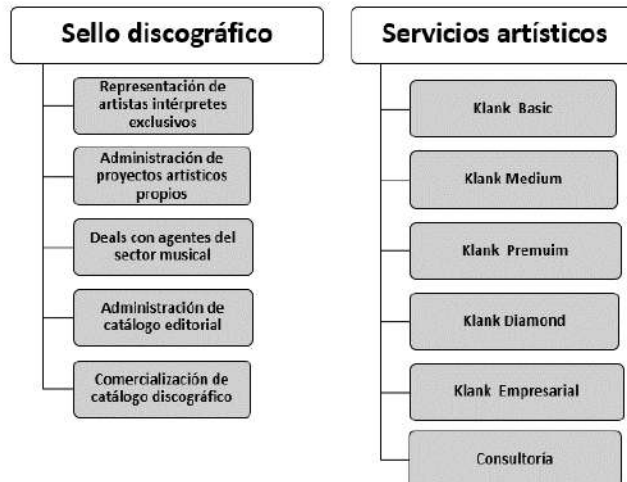 Sello discográfico
Representación de
artistas intérpretes
exclusivos
Administración de
proyectos artísticos
propios
Deals con agentes del
sector musical
Administración de
catálogo editorial
Comercialización de
catálogo discográfico
Servicios artísticos
Klank Basic
Klank Medium
Klank Premuim
Klank Diamond
Klank Empresarial
Consultoría